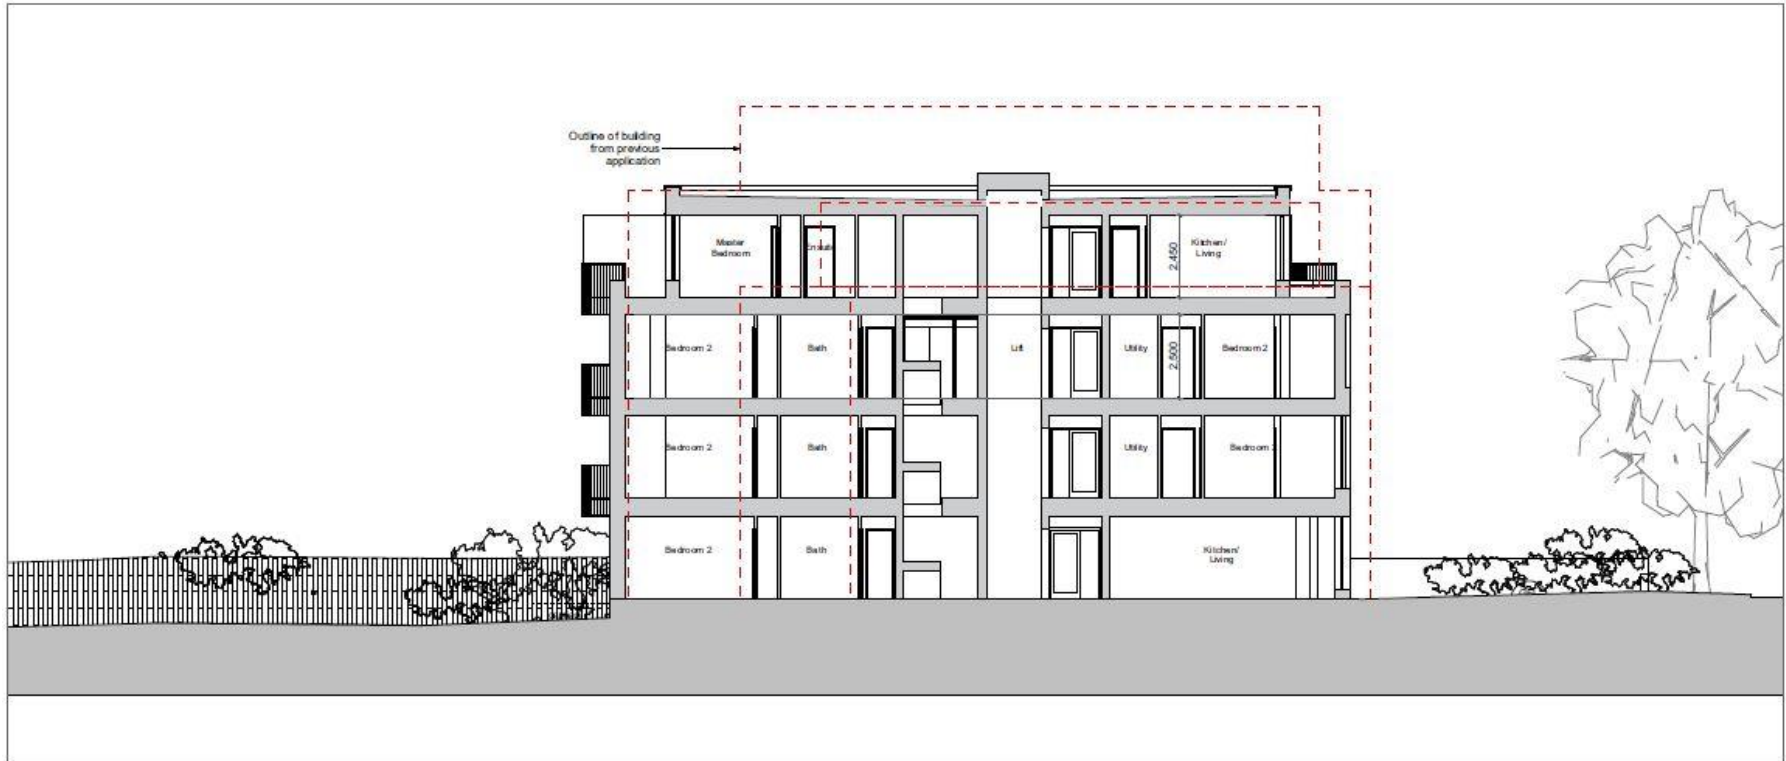 Outline of building
from previous
application
Master
Bedroom
Ensuite
2,450
Kitchen/
Living
Bedroom 2
Bath
Lift
Utility
2,500
Bedroom 2
Bedroom 2
Bath
Utility
Bedroom
Bedroom 2
Bath
Kitchen/
Living